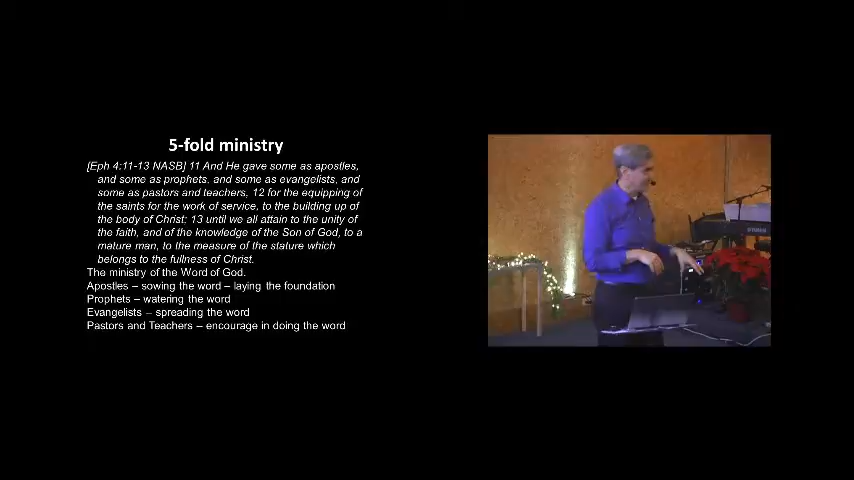 5-fold ministry
[Eph 4:11-13 NASB] 11 And He gave some as apostles,
and some as prophets, and some as evangelists, and
some as pastors and teachers, 12 for the equipping of
the saints for the work of service, to the building up of
the body of Christ; 13 until we all attain to the unity of
the faith, and of the knowledge of the Son of God, to a
mature man, to the measure of the stature which
belongs to the fullness of Christ.
The ministry of the Word of God.
Apostles – sowing the word – laying the foundation
Prophets – watering the word
Evangelists – spreading the word
Pastors and Teachers – encourage in doing the word
YAMAHA